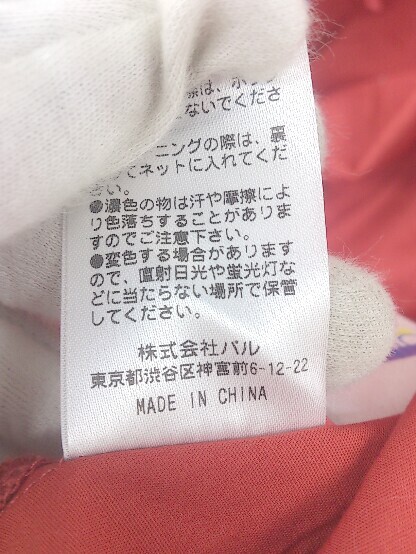 際は、ホッ
ないでくださ
ニングの際は、裏
ってネットに入れてくだ
さい。
●濃色の物は汗や摩擦によ
り色落ちすることがありま
すのでご注意下さい。
●変色する場合があります
ので、直射日光や蛍光灯な
どに当たらない場所で保管
してください。
株式会社パル
東京都渋谷区神宮前6-12-22
MADE IN CHINA